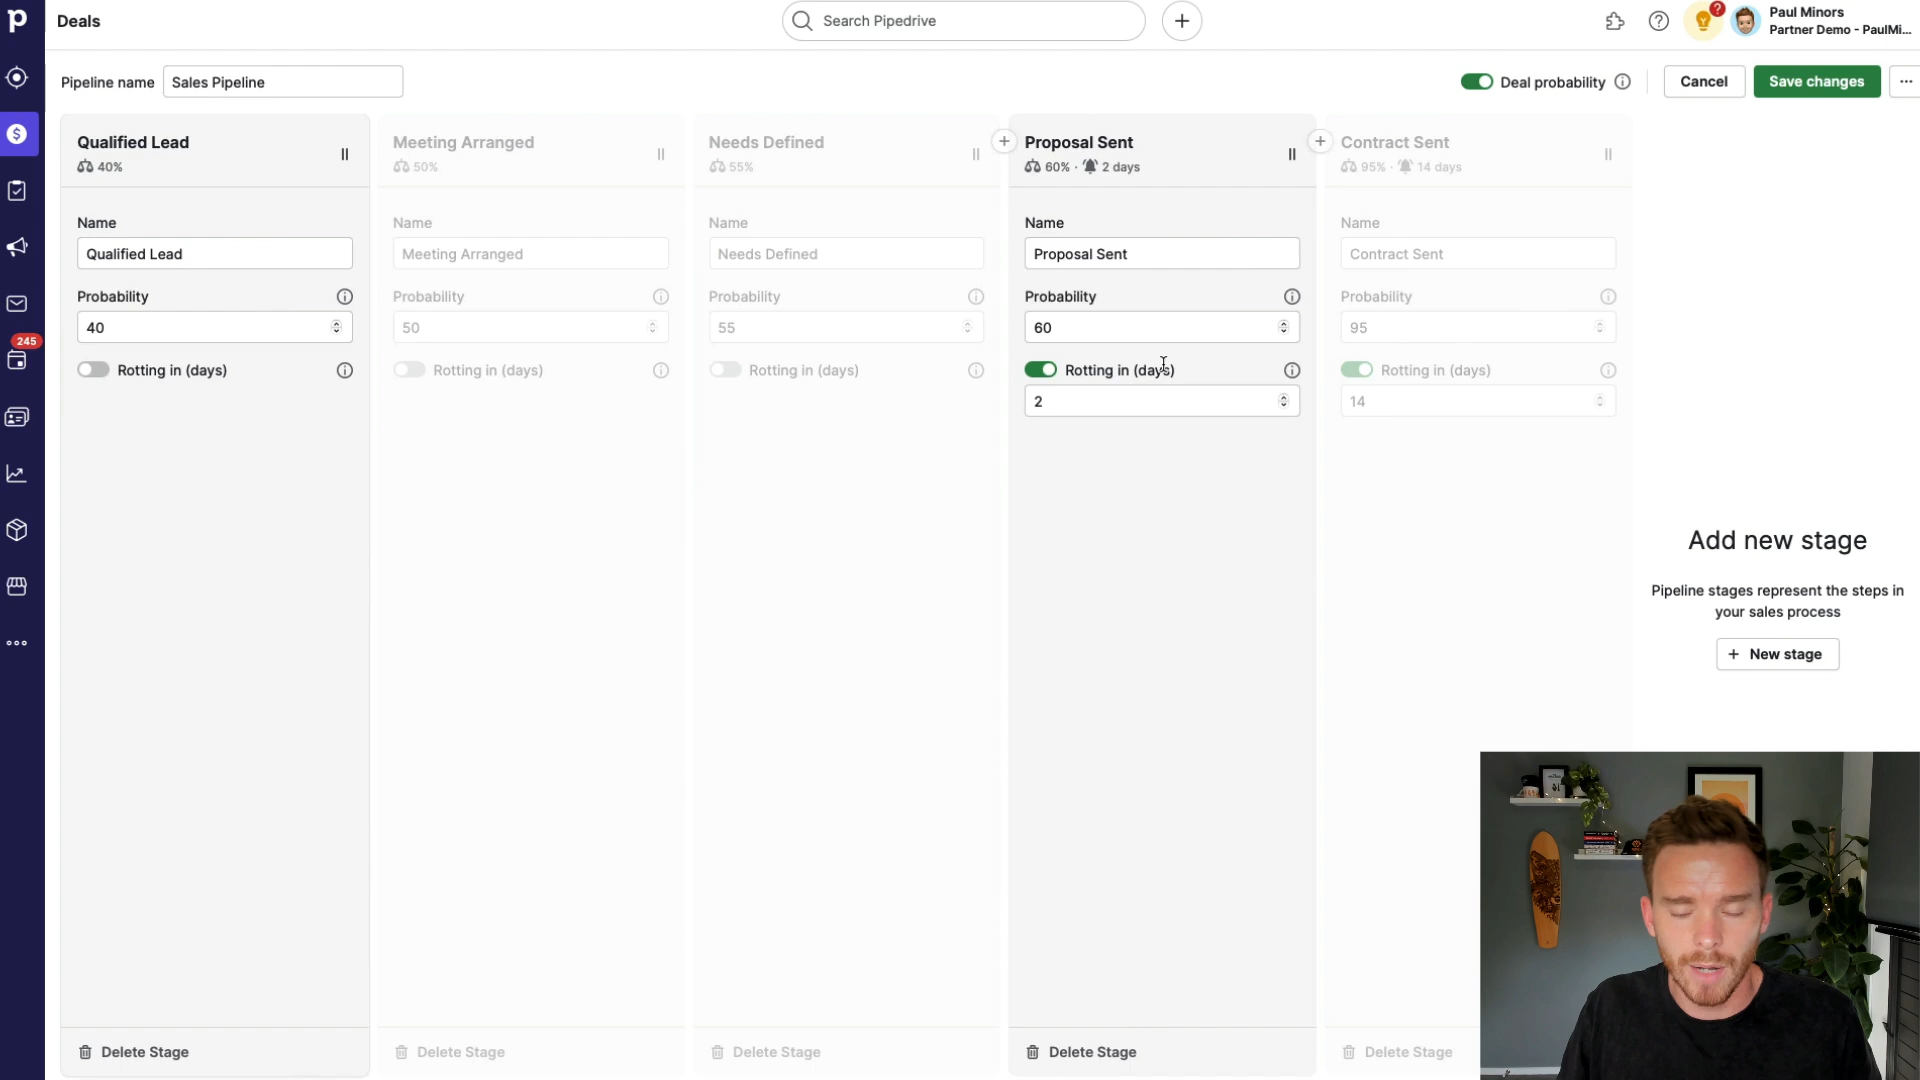 Deals
Search Pipedrive
?
Paul Minors
Partner Demo - PaulMi...
Pipeline name
Sales Pipeline
Deal probability
Cancel
Save changes
Qualified Lead
40%
Meeting Arranged
50%
Needs Defined
55%
Proposal Sent
60% · 2 days
Contract Sent
95% · 14 days
Name
Name
Name
Name
Name
Qualified Lead
Meeting Arranged
Needs Defined
Proposal Sent
Contract Sent
Probability
Probability
Probability
Probability
Probability
40
50
55
60
95
245
Rotting in (days)
Rotting in (days)
Rotting in (days)
Rotting in (days)
Rotting in (days)
2
14
Add new stage
Pipeline stages represent the steps in
your sales process
+ New stage
Delete Stage
Delete Stage
Delete Stage
Delete Stage
Delete Stage